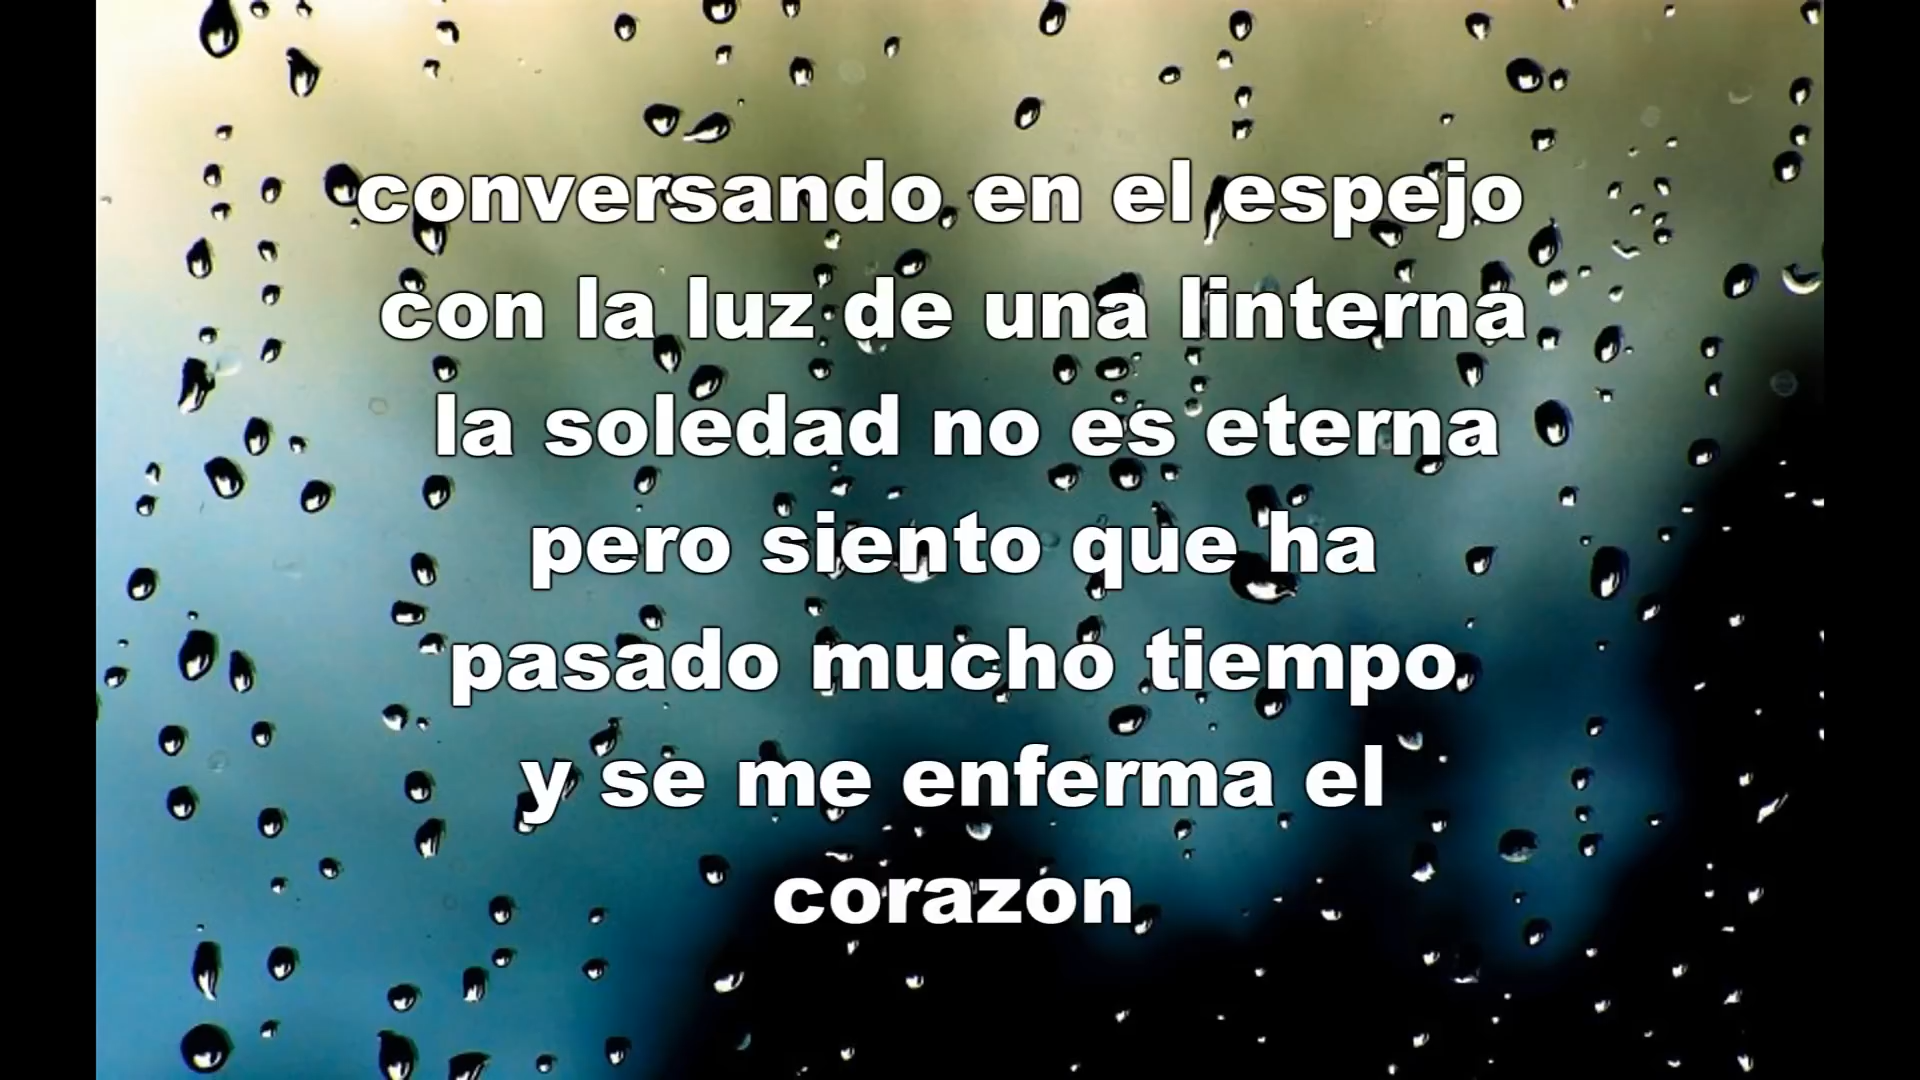 conversando en el espejo
con la luz de una linterna
la soledad no es eterna
pero siento que ha
pasado mucho tiempo
y se me enferma el
corazon